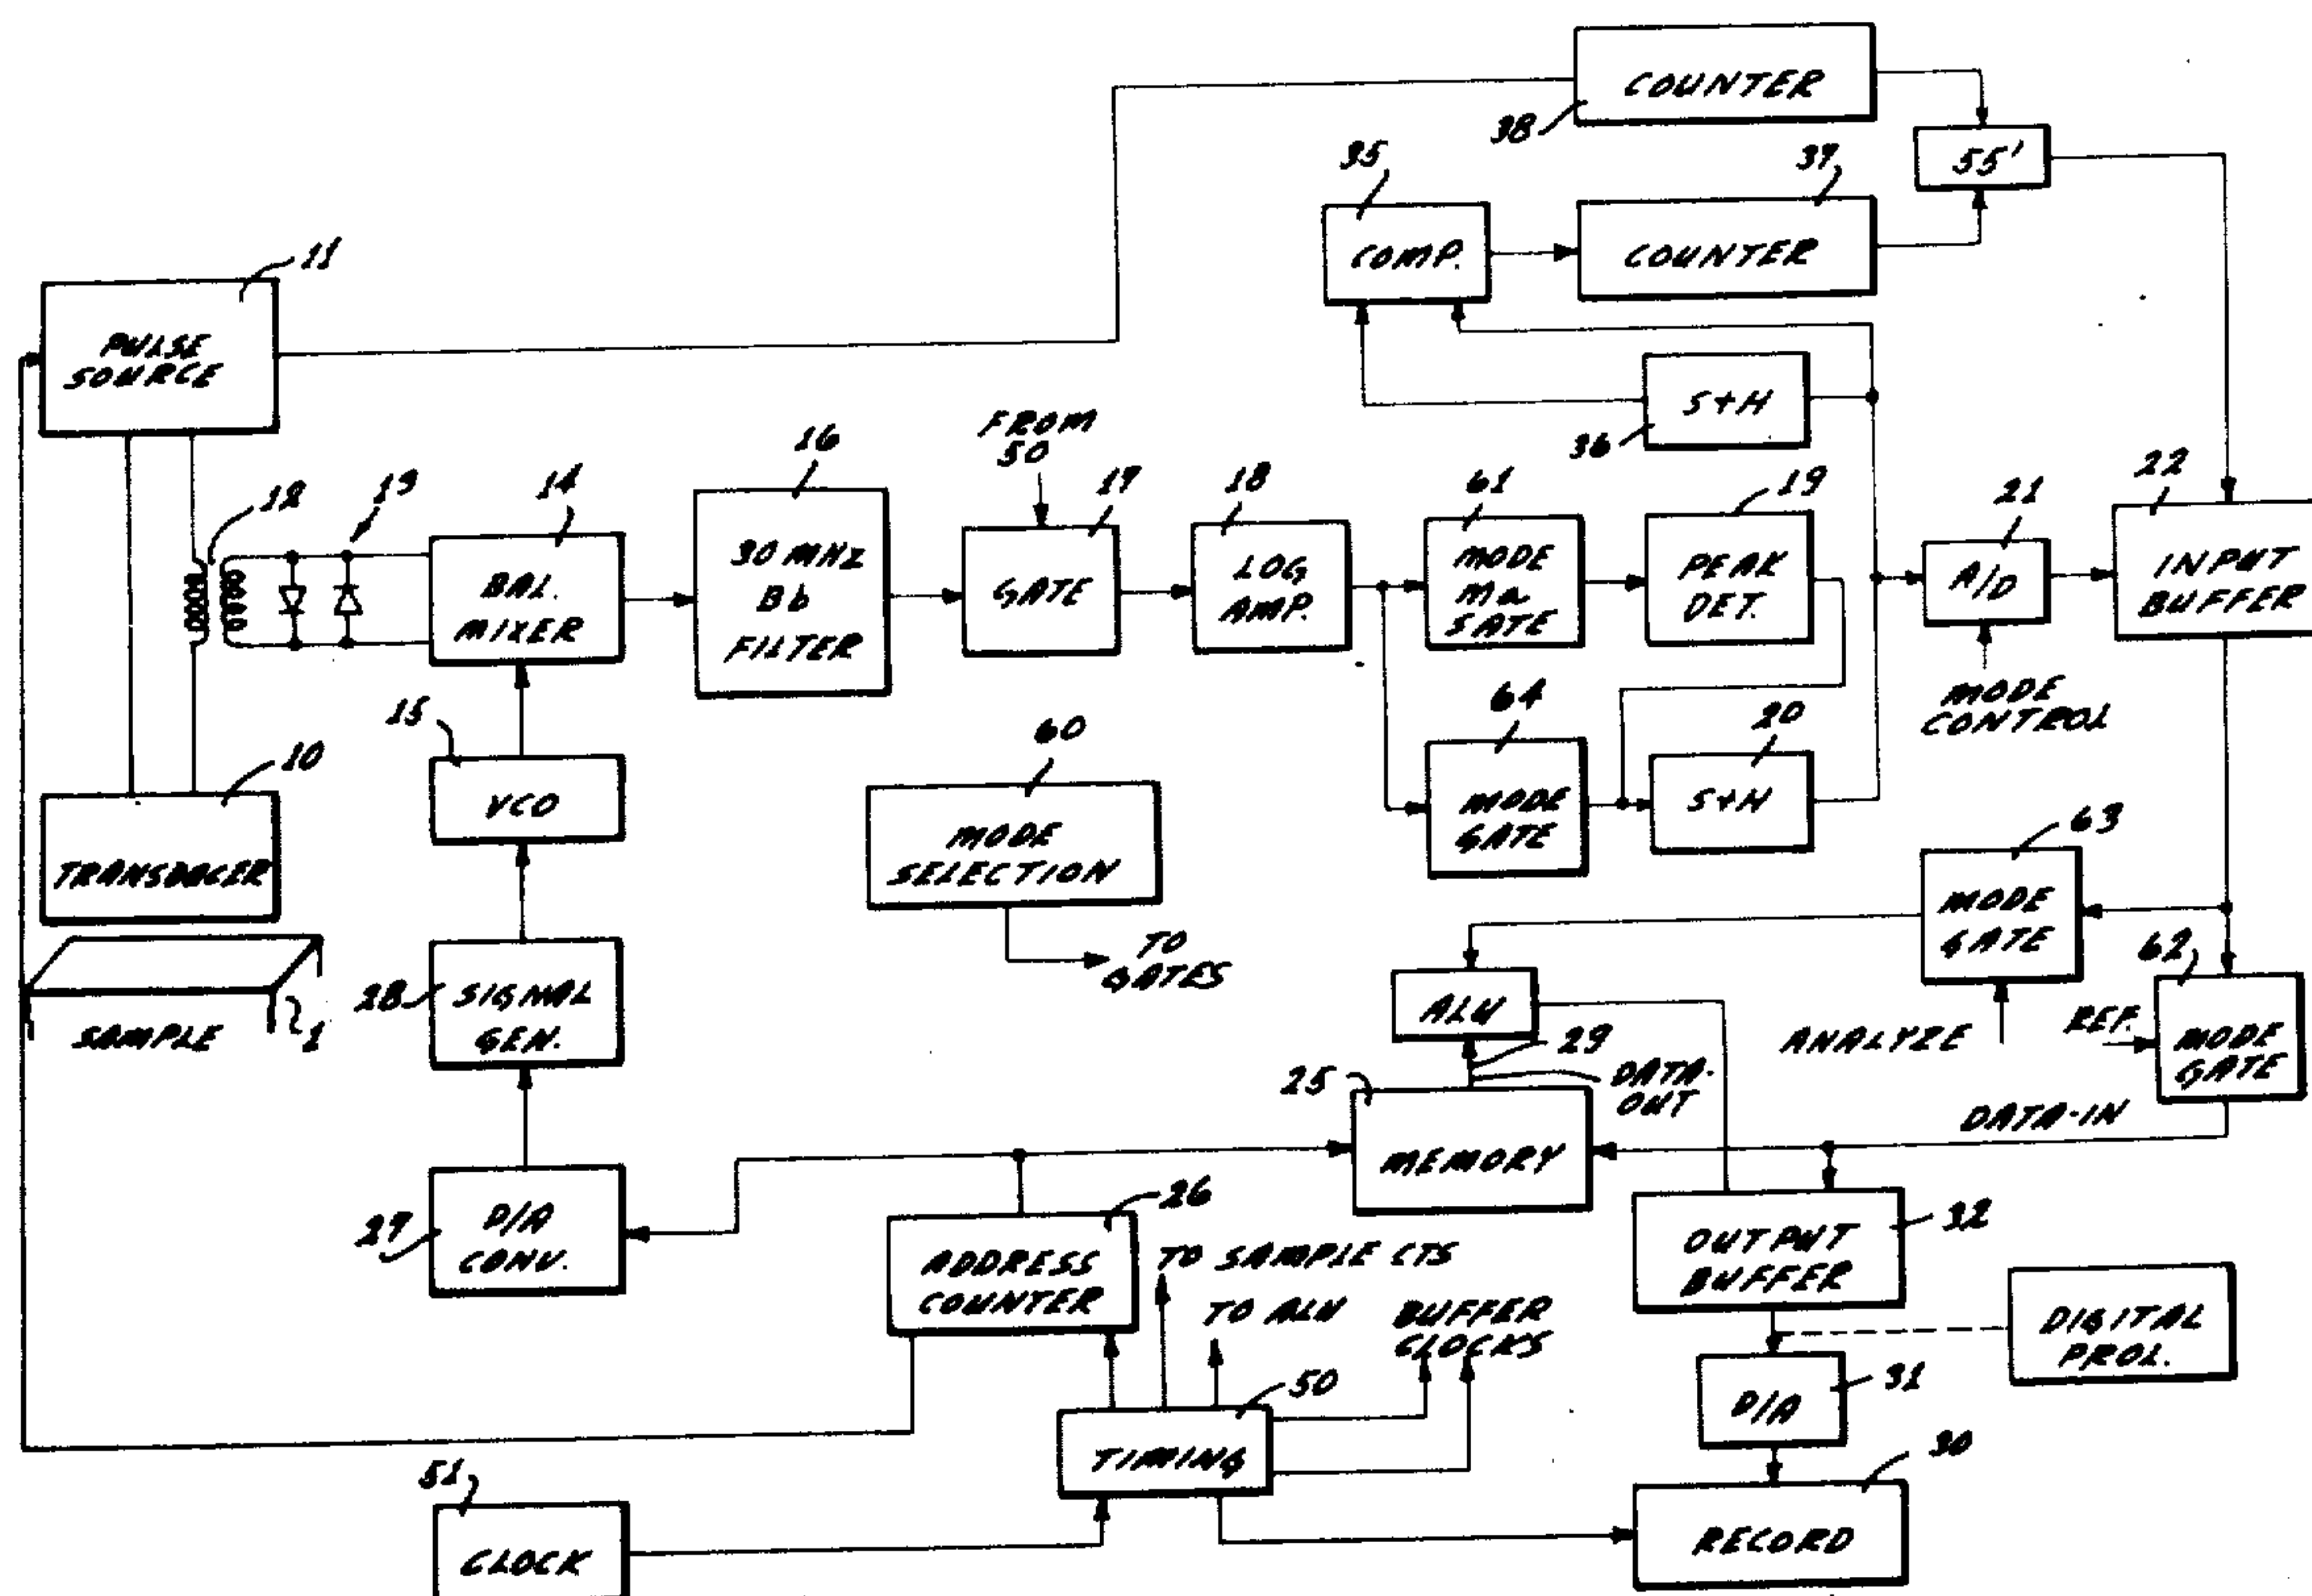 COUNTER
38
35
37
55'
COMP.
COUNTER
11
PULSE
SOURCE
S+H
36
FROM
50
16
17
18
61
19
21
22
12
13
14
30 MHZ
Bb
FILTER
GATE
LOG
AMP.
MODE
Ma
GATE
PEAK
DET.
A/D
INPUT
BUFFER
BAL.
MIXER
MODE
CONTROL
15
VCO
60
64
20
10
MODE
SELECTION
MODE
GATE
S+H
63
TRANSDUCER
TO
GATES
MODE
GATE
62
28
SIGNAL
GEN.
SAMPLE
1
ALU
29
ANALYZE
REF.
MODE
GATE
25
DATA-
OUT
DATA-IN
MEMORY
27
D/A
CONV.
26
ADDRESS
COUNTER
TO SAMPLE CTS
TO ALU
BUFFER
CLOCKS
OUTPUT
BUFFER
32
DIGITAL
PROL.
50
D/A
31
TIMING
51
CLOCK
30
RECORD